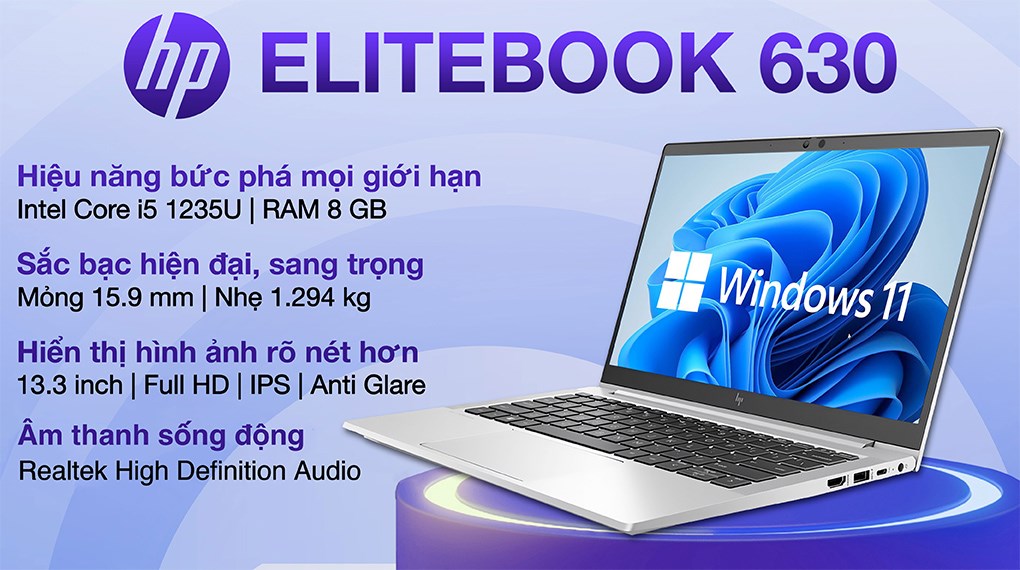 hp ELITEBOOK 630
Hiệu năng bức phá mọi giới hạn
Intel Core i5 1235U | RAM 8 GB
Sắc bạc hiện đại, sang trọng
Mỏng 15.9 mm | Nhẹ 1.294 kg
Hiển thị hình ảnh rõ nét hơn
13.3 inch | Full HD | IPS | Anti Glare
Âm thanh sống động
Realtek High Definition Audio
Windows 11
hp